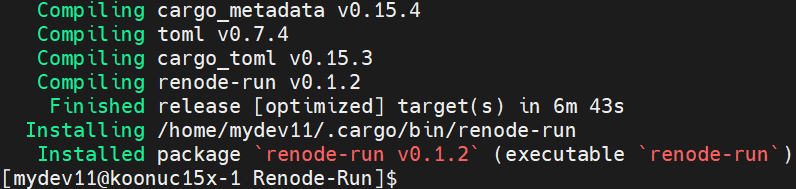 Compiling cargo_metadata v0.15.4
Compiling toml v0.7.4
Compiling cargo_toml v0.15.3
Compiling renode-run v0.1.2
Finished release [optimized] target(s) in 6m 43s
Installing /home/mydev11/.cargo/bin/renode-run
Installed package `renode-run v0.1.2` (executable `renode-run`)
[mydev11@koonuc15x-1 Renode-Run]$